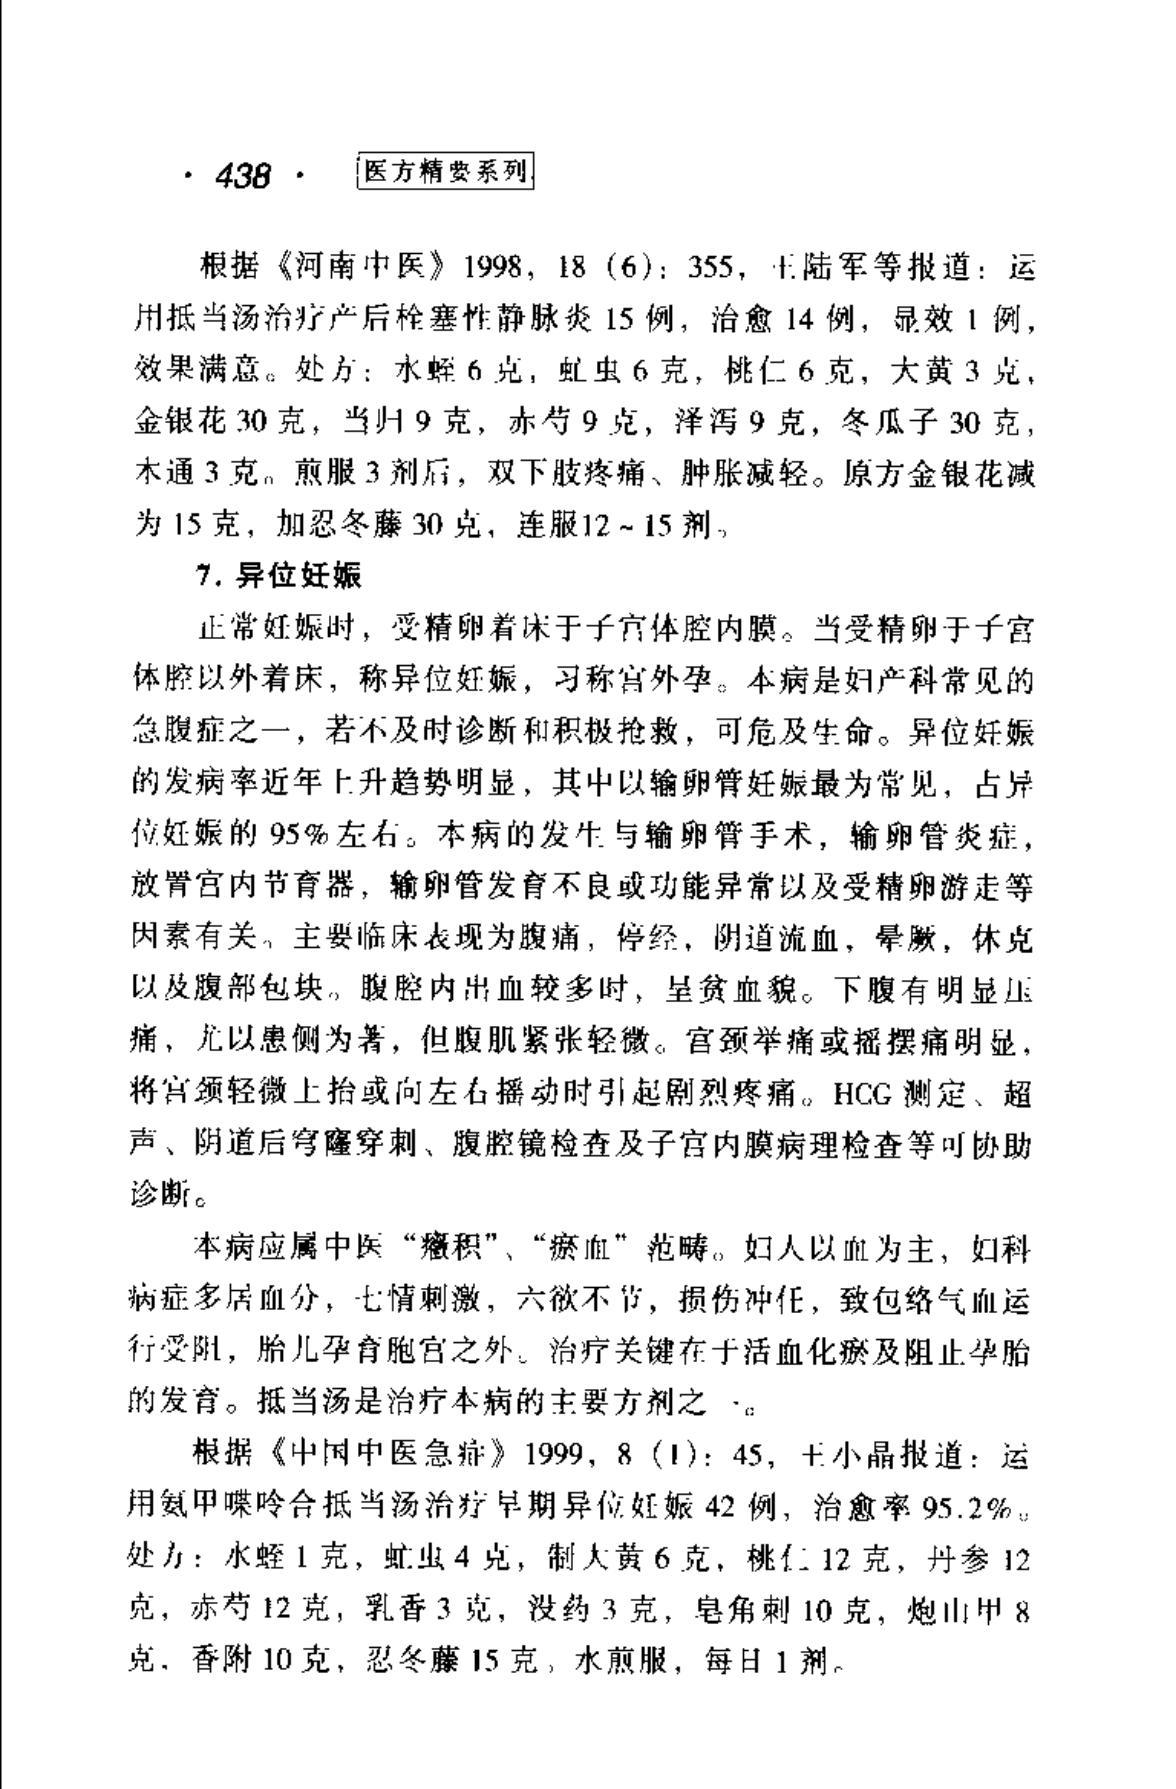 · 438 · 医方精要系列
根据《河南中医》1998，18（6）：355，王陆军等报道：运
用抵当汤治疗产后栓塞性静脉炎 15 例，治愈 14 例，显效 1 例，
效果满意。处方：水蛭 6 克，虻虫 6 克，桃仁 6 克，大黄 3 克，
金银花 30 克，当归 9 克，赤芍 9 克，泽泻 9 克，冬瓜子 30 克，
木通 3 克。煎服 3 剂后，双下肢疼痛、肿胀减轻。原方金银花减
为 15 克，加忍冬藤 30 克，连服12～15 剂。
7. 异位妊娠
正常妊娠时，受精卵着床于子宫体腔内膜。当受精卵于子宫
体腔以外着床，称异位妊娠，习称宫外孕。本病是妇产科常见的
急腹症之一，若不及时诊断和积极抢救，可危及生命。异位妊娠
的发病率近年上升趋势明显，其中以输卵管妊娠最为常见，占异
位妊娠的 95%左右。本病的发生与输卵管手术，输卵管炎症，
放置宫内节育器，输卵管发育不良或功能异常以及受精卵游走等
因素有关。主要临床表现为腹痛，停经，阴道流血，晕厥，休克
以及腹部包块。腹腔内出血较多时，呈贫血貌。下腹有明显压
痛，尤以患侧为著，但腹肌紧张轻微。宫颈举痛或摇摆痛明显，
将宫颈轻微上抬或向左右摇动时引起剧烈疼痛。HCG 测定、超
声、阴道后穹窿穿刺、腹腔镜检查及子宫内膜病理检查等可协助
诊断。
本病应属中医“癥积”、“瘀血”范畴。妇人以血为主，妇科
病症多居血分，七情刺激，六欲不节，损伤冲任，致包络气血运
行受阻，胎儿孕育胞宫之外。治疗关键在于活血化瘀及阻止孕胎
的发育。抵当汤是治疗本病的主要方剂之一。
根据《中国中医急症》1999，8（1）：45，王小晶报道：运
用氨甲喋呤合抵当汤治疗早期异位妊娠 42 例，治愈率 95.2%。
处方：水蛭 1 克，虻虫 4 克，制大黄 6 克，桃仁 12 克，丹参 12
克，赤芍 12 克，乳香 3 克，没药 3 克，皂角刺 10 克，炮山甲 8
克，香附 10 克，忍冬藤 15 克。水煎服，每日 1 剂。